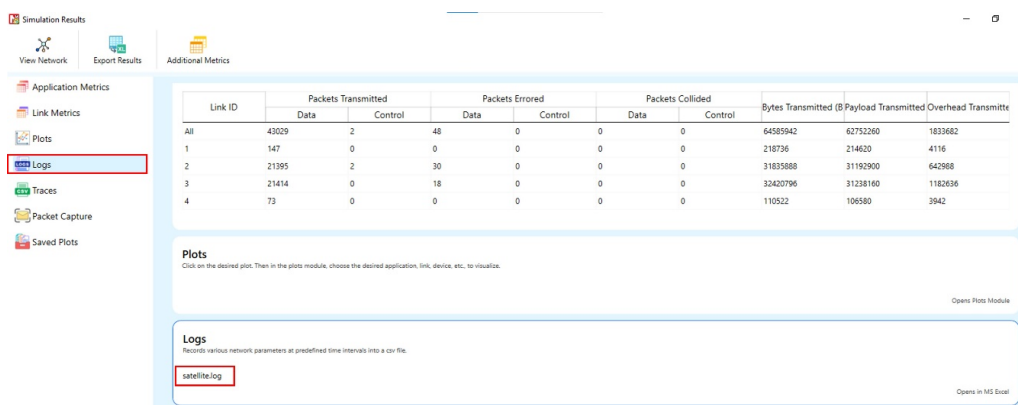 Simulation Results
View Network
Export Results
Additional Metrics
Application Metrics
Link Metrics
Plots
Logs
Traces
Packet Capture
Saved Plots
Link ID Packets Transmitted Packets Errored Packets Collided Bytes Transmitted (B Payload Transmitted Overhead Transmitte
Data Control Data Control Data Control
All 43029 2 48 0 0 0 64585942 62752260 1833682
1 147 0 0 0 0 0 218736 214620 4116
2 21395 2 30 0 0 0 31835888 31192900 642988
3 21414 0 18 0 0 0 32420796 31238160 1182636
4 73 0 0 0 0 0 110522 106580 3942
Plots
Click on the desired plot. Then in the plots module, choose the desired application, link, device, etc., to visualize.
Opens Plots Module
Logs
Records various network parameters at predefined time intervals into a csv file.
satellite.log
Opens in MS Excel